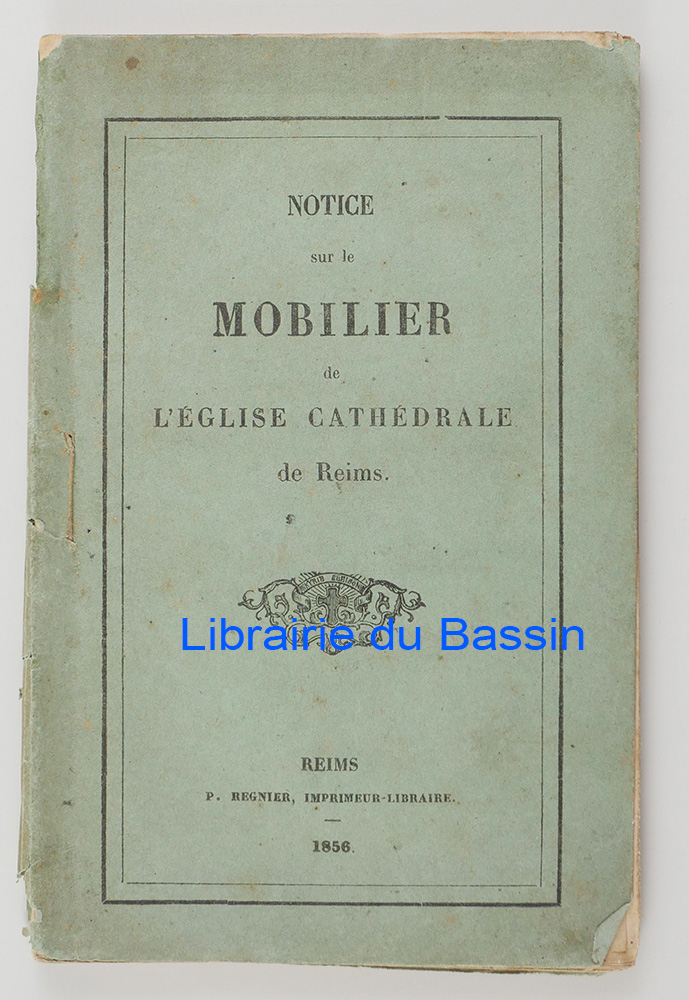 NOTICE
sur le
MOBILIER
de
L'ÉGLISE CATHÉDRALE
de Reims.
Librairie du Bassin
REIMS
P. REGNIER, IMPRIMEUR-LIBRAIRE.
1856.